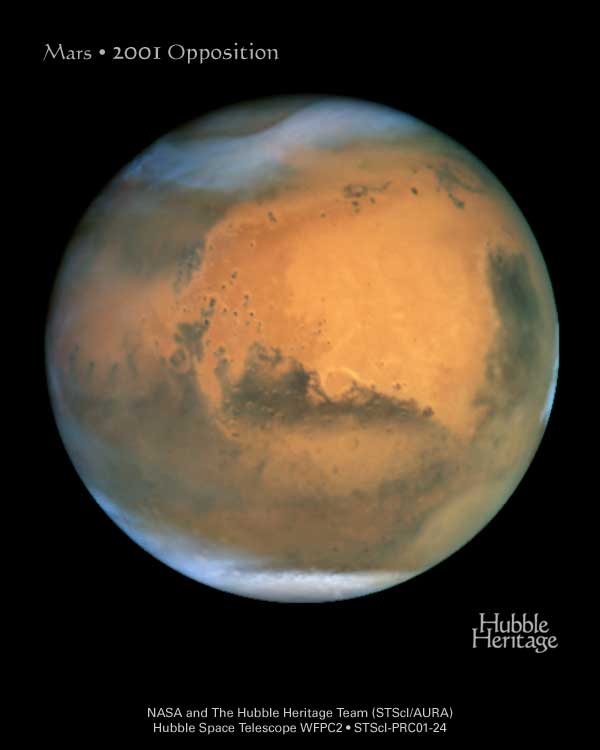 Mars • 2001 Opposition
Hubble
Heritage
NASA and The Hubble Heritage Team (STScI/AURA)
Hubble Space Telescope WFPC2 • STScI-PRC01-24